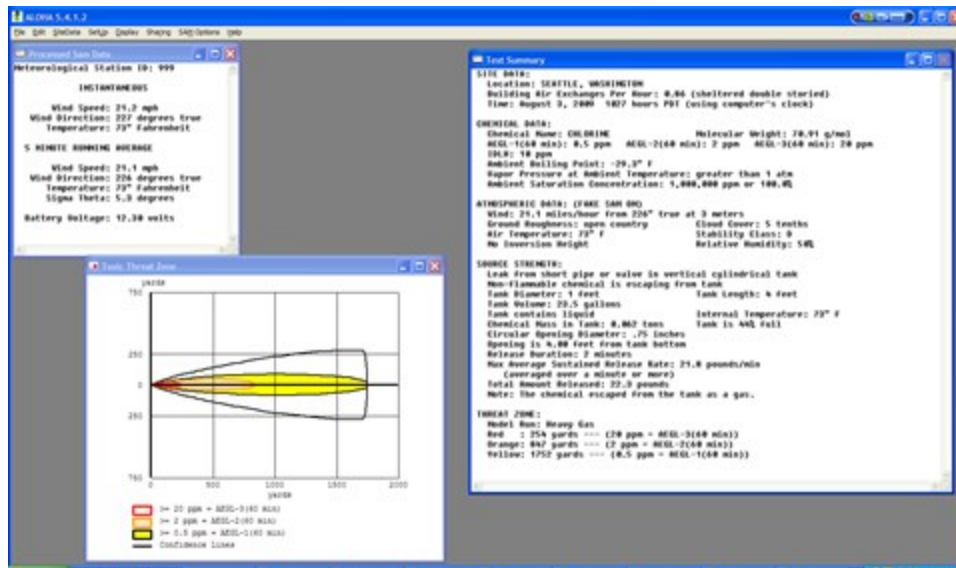 ALOHA 5.4.1.2
File Edit SiteData SetUp Display Sharing SAM Options Help
Processed Sam Data
Meteorological Station ID: 999
INSTANTANEOUS
Wind Speed: 21.2 mph
Wind Direction: 227 degrees true
Temperature: 73° Fahrenheit
5 MINUTE RUNNING AVERAGE
Wind Speed: 21.1 mph
Wind Direction: 226 degrees true
Temperature: 73° Fahrenheit
Sigma Theta: 5.3 degrees
Battery Voltage: 12.30 volts
Toxic Threat Zone
yards
750
250
0
250
750
0 500 1000 1500 2000
yards
>= 20 ppm = AEGL-3(60 min)
>= 2 ppm = AEGL-2(60 min)
>= 0.5 ppm = AEGL-1(60 min)
Confidence Lines
Text Summary
SITE DATA:
Location: SEATTLE, WASHINGTON
Building Air Exchanges Per Hour: 0.86 (sheltered double storied)
Time: August 3, 2009 1027 hours PDT (using computer's clock)
CHEMICAL DATA:
Chemical Name: CHLORINE Molecular Weight: 70.91 g/mol
AEGL-1(60 min): 0.5 ppm AEGL-2(60 min): 2 ppm AEGL-3(60 min): 20 ppm
IDLH: 10 ppm
Ambient Boiling Point: -29.3° F
Vapor Pressure at Ambient Temperature: greater than 1 atm
Ambient Saturation Concentration: 1,000,000 ppm or 100.0%
ATMOSPHERIC DATA: (FAKE SAM ON)
Wind: 21.1 miles/hour from 226° true at 3 meters
Ground Roughness: open country Cloud Cover: 5 tenths
Air Temperature: 73° F Stability Class: D
No Inversion Height Relative Humidity: 54%
SOURCE STRENGTH:
Leak from short pipe or valve in vertical cylindrical tank
Non-flammable chemical is escaping from tank
Tank Diameter: 1 feet Tank Length: 4 feet
Tank Volume: 23.5 gallons
Tank contains liquid Internal Temperature: 73° F
Chemical Mass in Tank: 0.062 tons Tank is 44% full
Circular Opening Diameter: .75 inches
Opening is 4.00 feet from tank bottom
Release Duration: 2 minutes
Max Average Sustained Release Rate: 21.8 pounds/min
(averaged over a minute or more)
Total Amount Released: 22.3 pounds
Note: The chemical escaped from the tank as a gas.
THREAT ZONE:
Model Run: Heavy Gas
Red : 254 yards --- (20 ppm = AEGL-3(60 min))
Orange: 847 yards --- (2 ppm = AEGL-2(60 min))
Yellow: 1752 yards --- (0.5 ppm = AEGL-1(60 min))